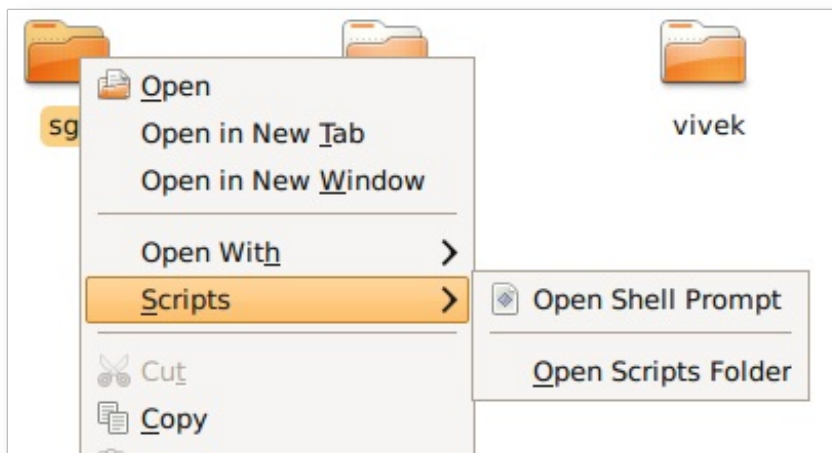 sg
vivek
Open
Open in New Tab
Open in New Window
Open With
Scripts
Open Shell Prompt
Open Scripts Folder
Cut
Copy